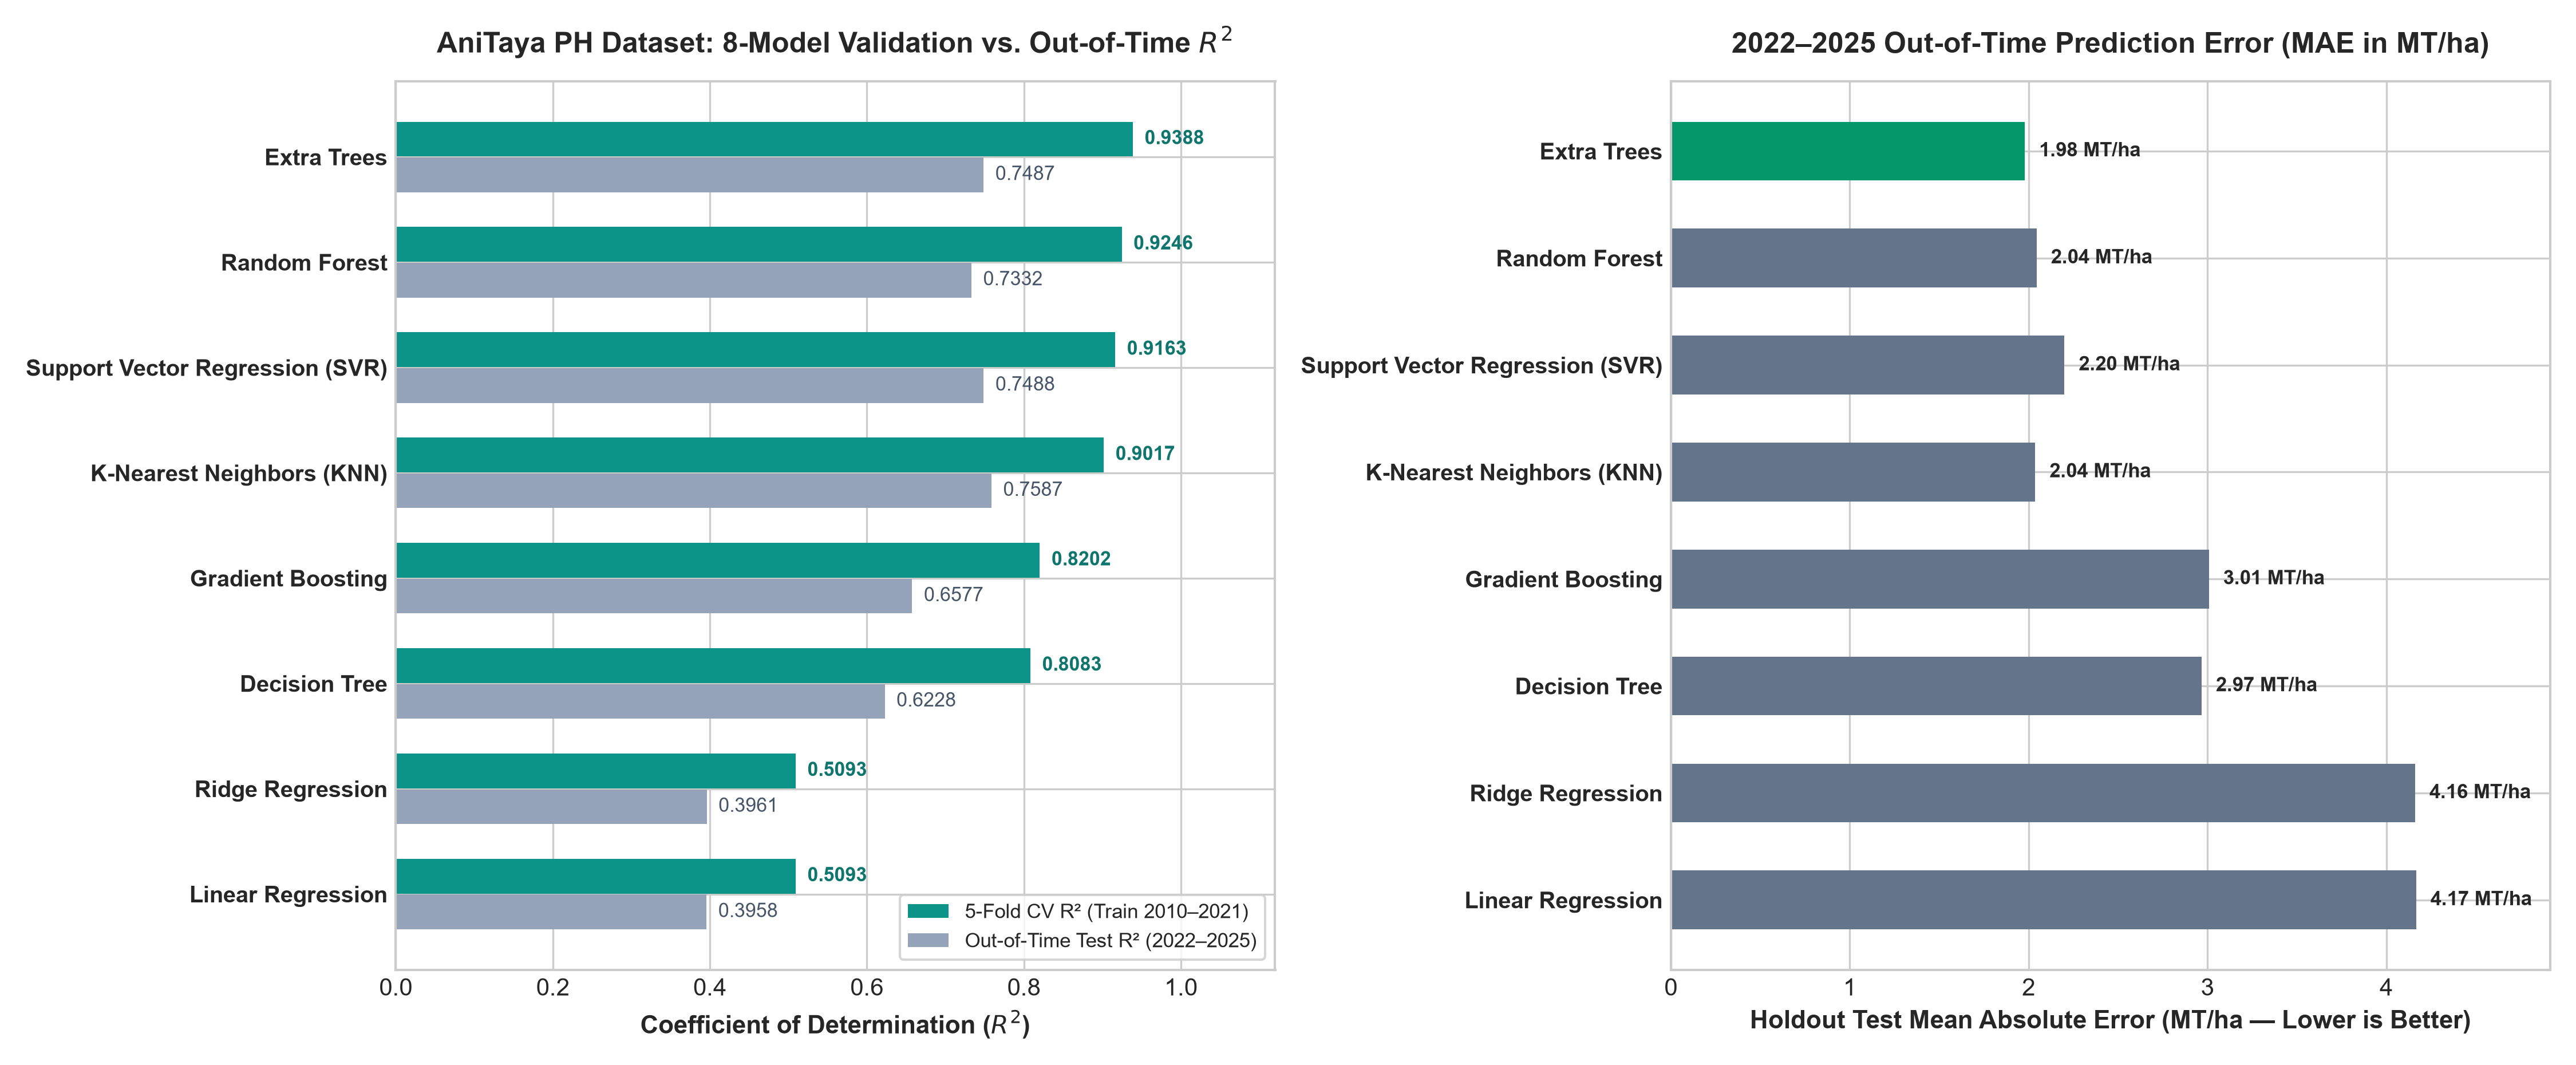 AniTaya PH Dataset: 8-Model Validation vs. Out-of-Time R²
Extra Trees
0.9388
0.7487
Random Forest
0.9246
0.7332
Support Vector Regression (SVR)
0.9163
0.7488
K-Nearest Neighbors (KNN)
0.9017
0.7587
Gradient Boosting
0.8202
0.6577
Decision Tree
0.8083
0.6228
Ridge Regression
0.5093
0.3961
Linear Regression
0.5093
0.3958
5-Fold CV R² (Train 2010–2021)
Out-of-Time Test R² (2022–2025)
0.0 0.2 0.4 0.6 0.8 1.0
Coefficient of Determination (R²)
2022–2025 Out-of-Time Prediction Error (MAE in MT/ha)
Extra Trees 1.98 MT/ha
Random Forest 2.04 MT/ha
Support Vector Regression (SVR) 2.20 MT/ha
K-Nearest Neighbors (KNN) 2.04 MT/ha
Gradient Boosting 3.01 MT/ha
Decision Tree 2.97 MT/ha
Ridge Regression 4.16 MT/ha
Linear Regression 4.17 MT/ha
0 1 2 3 4
Holdout Test Mean Absolute Error (MT/ha — Lower is Better)